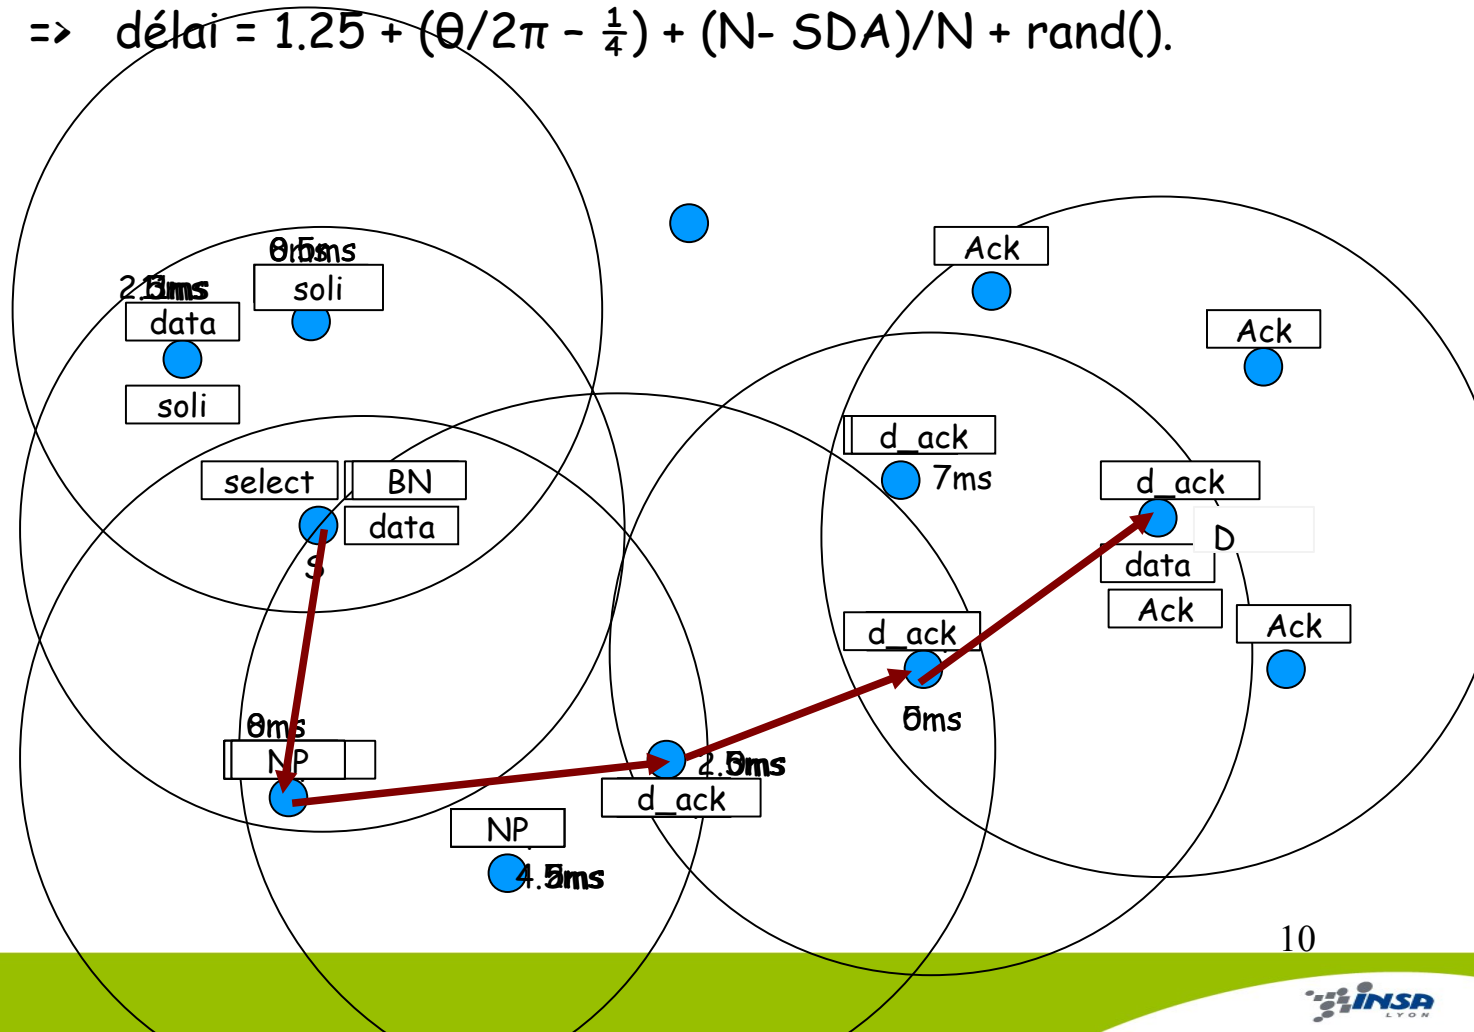 => délai = 1.25 + (θ/2π – ¼) + (N- SDA)/N + rand().
Ack
soli
data
Ack
soli
d_ack
7ms
select
BN
d_ack
data
S
D
data
Ack
Ack
d_ack
NP
d_ack
NP
10
INSA
LYON